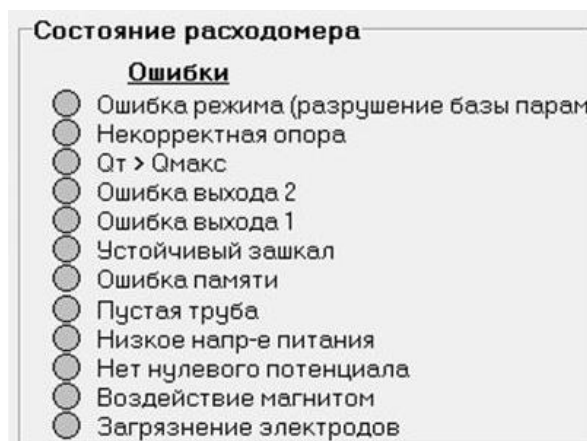 Состояние расходомера
Ошибки
Ошибка режима (разрушение базы парам
Некорректная опора
Qт > Qмакс
Ошибка выхода 2
Ошибка выхода 1
Устойчивый зашкал
Ошибка памяти
Пустая труба
Низкое напр-е питания
Нет нулевого потенциала
Воздействие магнитом
Загрязнение электродов